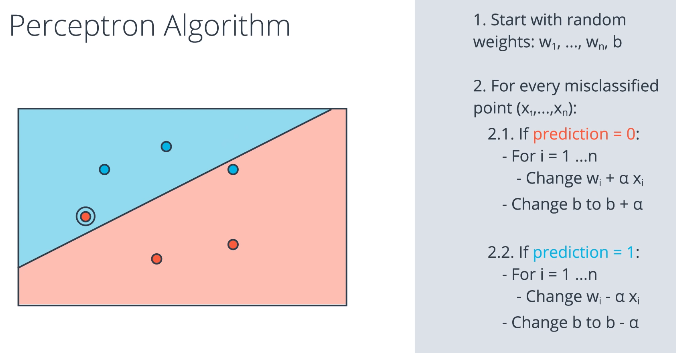 Perceptron Algorithm
1. Start with random
weights: w₁, ..., wₙ, b
2. For every misclassified
point (x₁,...,xₙ):
2.1. If prediction = 0:
- For i = 1 ...n
- Change wᵢ + α xᵢ
- Change b to b + α
2.2. If prediction = 1:
- For i = 1 ...n
- Change wᵢ - α xᵢ
- Change b to b - α